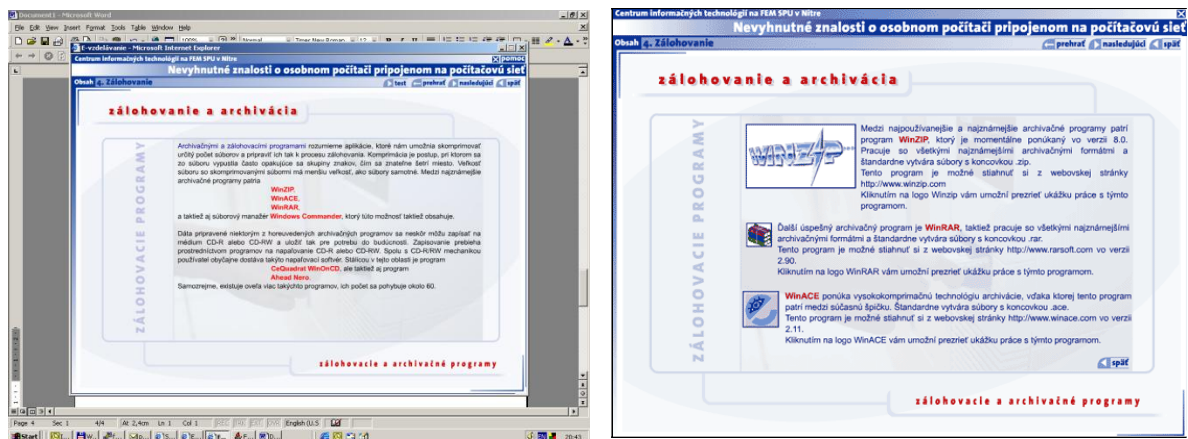 Document1 - Microsoft Word
File Edit View Insert Format Tools Table Window Help
E-vzdelávanie - Microsoft Internet Explorer
Centrum informačných technológií na FEM SPU v Nitre
pomoc
Nevyhnutné znalosti o osobnom počítači pripojenom na počítačovú sieť
Obsah 4. Zálohovanie
test prehrať nasledujúci späť
zálohovanie a archivácia
ZÁLOHOVACIE PROGRAMY
Archivačnými a zálohovacími programami rozumieme aplikácie, ktoré nám umožnia skomprimovať
určitý počet súborov a pripraviť ich tak k procesu zálohovania. Komprimácia je postup, pri ktorom sa
zo súboru vypustia často opakujúce sa skupiny znakov, čím sa znateľne šetrí miesto. Veľkosť
súboru so skomprimovanými súbormi má menšiu veľkosť, ako súbory samotné. Medzi najznámejšie
archivačné programy patria
WinZIP,
WinACE,
WinRAR,
a taktiež aj súborový manažér Windows Commander, ktorý túto možnosť taktiež obsahuje.
Dáta pripravené niektorým z horeuvedených archivačných programov sa neskôr môžu zapísať na
médium CD-R alebo CD-RW a uložiť tak pre potrebu do budúcnosti. Zapisovanie prebieha
prostredníctvom programov na napaľovanie CD-R alebo CD-RW. Spolu s CD-R/RW mechanikou
používateľ obyčajne dostáva takýto napaľovací softvér. Stálicou v tejto oblasti je program
CeQuadrat WinOnCD, ale taktiež aj program
Ahead Nero.
Samozrejme, existuje oveľa viac takýchto programov, ich počet sa pohybuje okolo 60.
zálohovacie a archivačné programy
Page 4 Sec 1 4/4 At 2,4cm Ln 1 Col 1 REC TRK EXT OVR English (U.S
Start
20:43
Centrum informačných technológií na FEM SPU v Nitre
Nevyhnutné znalosti o osobnom počítači pripojenom na počítačovú sieť
Obsah 4. Zálohovanie
prehrať nasledujúci späť
zálohovanie a archivácia
ZÁLOHOVACIE PROGRAMY
WINZIP
Medzi najpoužívanejšie a najznámejšie archivačné programy patrí
program WinZIP, ktorý je momentálne ponúkaný vo verzii 8.0.
Pracuje so všetkými najznámejšími archivačnými formátmi a
štandardne vytvára súbory s koncovkou .zip.
Tento program je možné stiahnuť si z webovskej stránky
http://www.winzip.com
Kliknutím na logo Winzip vám umožní prezrieť ukážku práce s týmto
programom.
Ďalší úspešný archivačný program je WinRAR, taktiež pracuje so všetkými najznámejšími
archivačnými formátmi a štandardne vytvára súbory s koncovkou .rar.
Tento program je možné stiahnuť si z webovskej stránky http://www.rarsoft.com vo verzii
2.90.
Kliknutím na logo WinRAR vám umožní prezrieť ukážku práce s týmto programom.
WinACE ponúka vysokokomprimačnú technológiu archivácie, vďaka ktorej tento program
patrí medzi súčasnú špičku. Štandardne vytvára súbory s koncovkou .ace.
Tento program je možné stiahnuť si z webovskej stránky http://www.winace.com vo verzii
2.11.
Kliknutím na logo WinACE vám umožní prezrieť ukážku práce s týmto programom.
späť
zálohovacie a archivačné programy